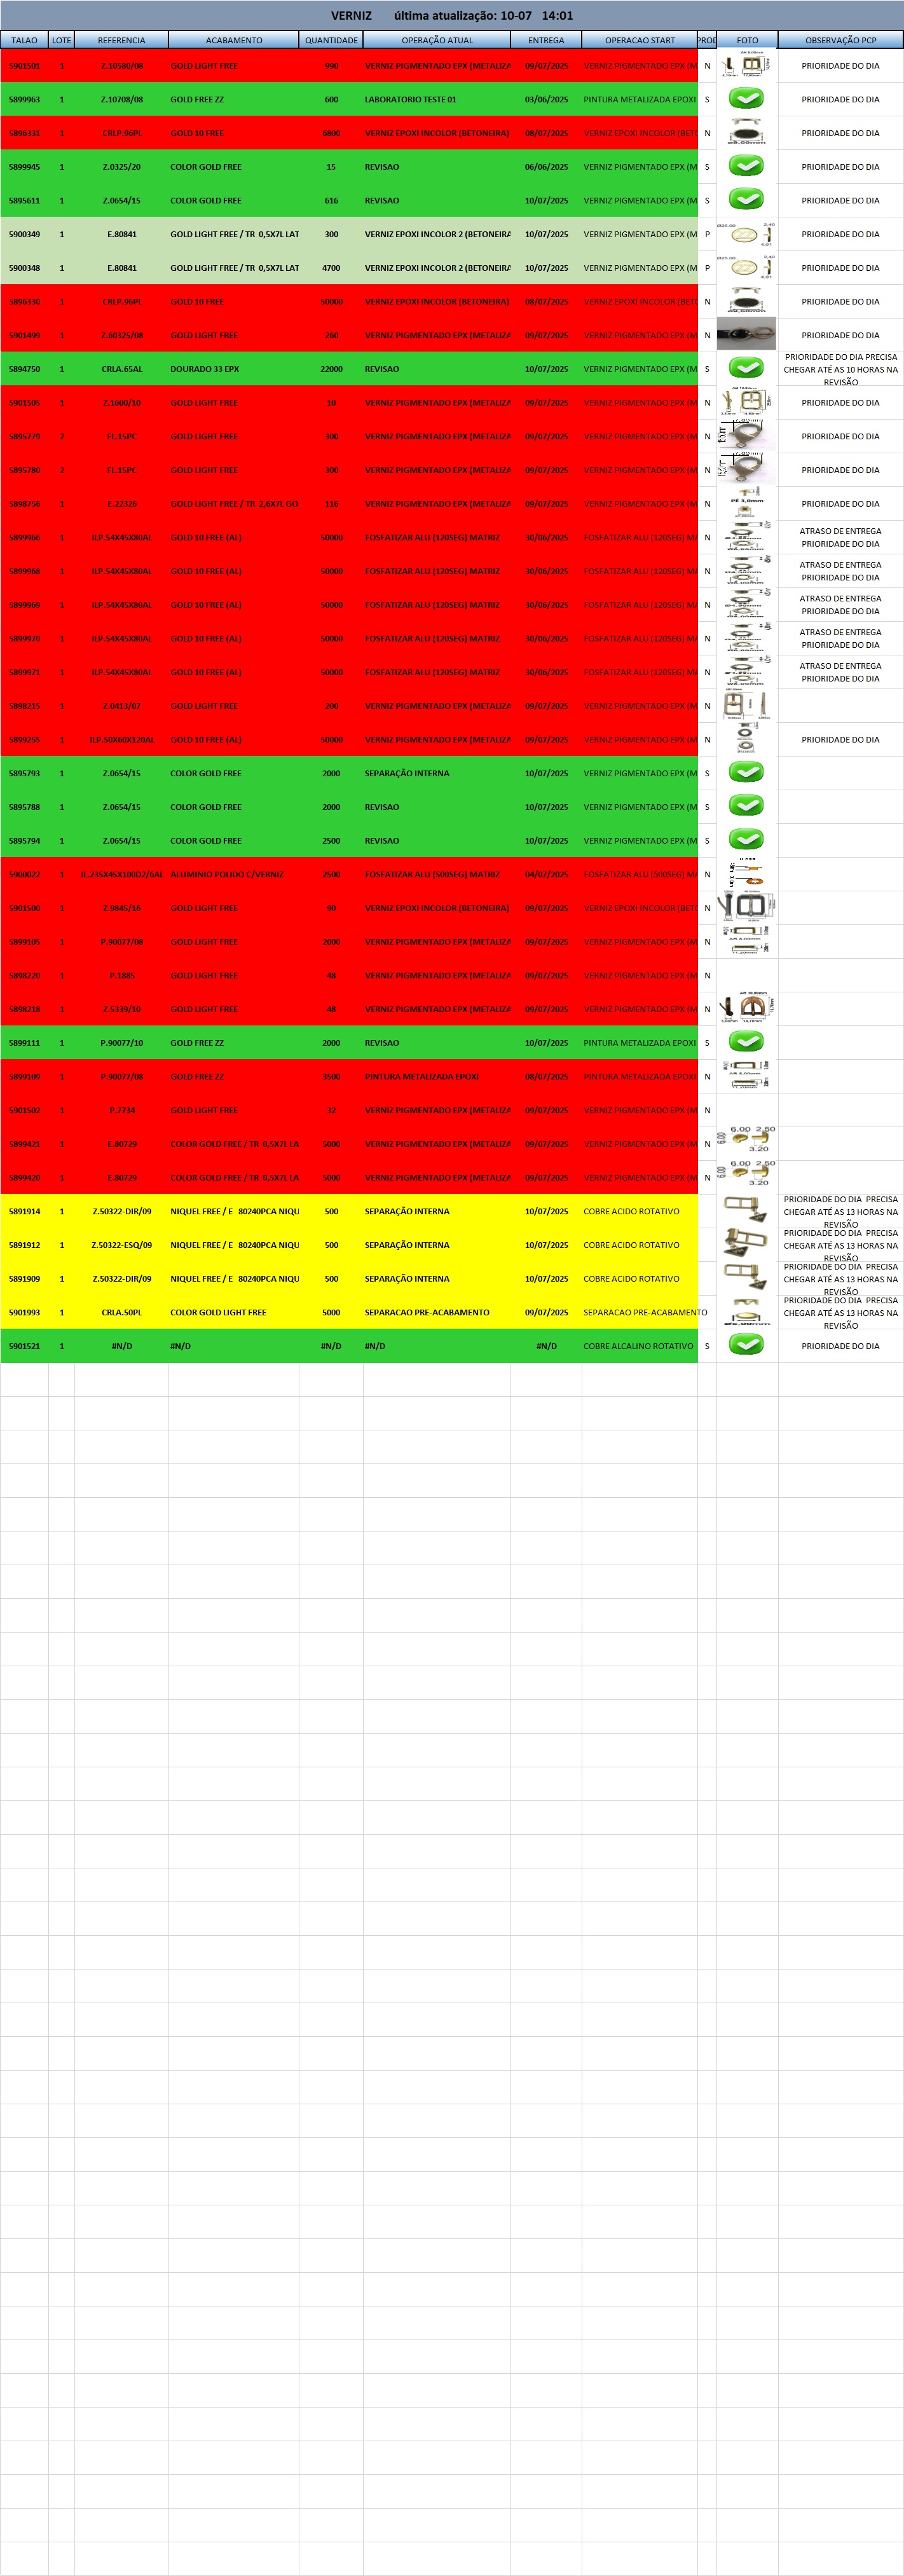 VERNIZ última atualização: 10-07 14:01
TALAO LOTE REFERENCIA ACABAMENTO QUANTIDADE OPERAÇÃO ATUAL ENTREGA OPERACAO START PROD FOTO OBSERVAÇÃO PCP
5901501 1 Z.10580/08 GOLD LIGHT FREE 990 VERNIZ PIGMENTADO EPX (METALIZA 09/07/2025 VERNIZ PIGMENTADO EPX (M N PRIORIDADE DO DIA
5899963 1 Z.10708/08 GOLD FREE ZZ 600 LABORATORIO TESTE 01 03/06/2025 PINTURA METALIZADA EPOXI S PRIORIDADE DO DIA
5896331 1 CRLP.96PL GOLD 10 FREE 6800 VERNIZ EPOXI INCOLOR (BETONEIRA) 08/07/2025 VERNIZ EPOXI INCOLOR (BETO N PRIORIDADE DO DIA
5899945 1 Z.0325/20 COLOR GOLD FREE 15 REVISAO 06/06/2025 VERNIZ PIGMENTADO EPX (M S PRIORIDADE DO DIA
5895611 1 Z.0654/15 COLOR GOLD FREE 616 REVISAO 10/07/2025 VERNIZ PIGMENTADO EPX (M S PRIORIDADE DO DIA
5900349 1 E.80841 GOLD LIGHT FREE / TR 0,5X7L LAT 300 VERNIZ EPOXI INCOLOR 2 (BETONEIRA 10/07/2025 VERNIZ PIGMENTADO EPX (M P PRIORIDADE DO DIA
5900348 1 E.80841 GOLD LIGHT FREE / TR 0,5X7L LAT 4700 VERNIZ EPOXI INCOLOR 2 (BETONEIRA 10/07/2025 VERNIZ PIGMENTADO EPX (M P PRIORIDADE DO DIA
5896330 1 CRLP.96PL GOLD 10 FREE 50000 VERNIZ EPOXI INCOLOR (BETONEIRA) 08/07/2025 VERNIZ EPOXI INCOLOR (BETO N PRIORIDADE DO DIA
5901499 1 Z.60325/08 GOLD LIGHT FREE 260 VERNIZ PIGMENTADO EPX (METALIZA 09/07/2025 VERNIZ PIGMENTADO EPX (M N PRIORIDADE DO DIA
5894750 1 CRLA.65AL DOURADO 33 EPX 22000 REVISAO 10/07/2025 VERNIZ PIGMENTADO EPX (M S PRIORIDADE DO DIA PRECISA
CHEGAR ATÉ AS 10 HORAS NA
REVISÃO
5901505 1 Z.1600/10 GOLD LIGHT FREE 10 VERNIZ PIGMENTADO EPX (METALIZA 09/07/2025 VERNIZ PIGMENTADO EPX (M N PRIORIDADE DO DIA
5895779 2 FL.15PC GOLD LIGHT FREE 300 VERNIZ PIGMENTADO EPX (METALIZA 09/07/2025 VERNIZ PIGMENTADO EPX (M N PRIORIDADE DO DIA
5895780 2 FL.15PC GOLD LIGHT FREE 300 VERNIZ PIGMENTADO EPX (METALIZA 09/07/2025 VERNIZ PIGMENTADO EPX (M N PRIORIDADE DO DIA
5898756 1 E.22326 GOLD LIGHT FREE / TR 2,6X7L GO 116 VERNIZ PIGMENTADO EPX (METALIZA 09/07/2025 VERNIZ PIGMENTADO EPX (M N PÉ 3,0mm PRIORIDADE DO DIA
5899966 1 ILP.54X45X80AL GOLD 10 FREE (AL) 50000 FOSFATIZAR ALU (120SEG) MATRIZ 30/06/2025 FOSFATIZAR ALU (120SEG) MA N ATRASO DE ENTREGA
PRIORIDADE DO DIA
5899968 1 ILP.54X45X80AL GOLD 10 FREE (AL) 50000 FOSFATIZAR ALU (120SEG) MATRIZ 30/06/2025 FOSFATIZAR ALU (120SEG) MA N ATRASO DE ENTREGA
PRIORIDADE DO DIA
5899969 1 ILP.54X45X80AL GOLD 10 FREE (AL) 50000 FOSFATIZAR ALU (120SEG) MATRIZ 30/06/2025 FOSFATIZAR ALU (120SEG) MA N ATRASO DE ENTREGA
PRIORIDADE DO DIA
5899970 1 ILP.54X45X80AL GOLD 10 FREE (AL) 50000 FOSFATIZAR ALU (120SEG) MATRIZ 30/06/2025 FOSFATIZAR ALU (120SEG) MA N ATRASO DE ENTREGA
PRIORIDADE DO DIA
5899971 1 ILP.54X45X80AL GOLD 10 FREE (AL) 50000 FOSFATIZAR ALU (120SEG) MATRIZ 30/06/2025 FOSFATIZAR ALU (120SEG) MA N ATRASO DE ENTREGA
PRIORIDADE DO DIA
5898215 1 Z.0413/07 GOLD LIGHT FREE 200 VERNIZ PIGMENTADO EPX (METALIZA 09/07/2025 VERNIZ PIGMENTADO EPX (M N
5899255 1 ILP.50X60X120AL GOLD 10 FREE (AL) 50000 VERNIZ PIGMENTADO EPX (METALIZA 09/07/2025 VERNIZ PIGMENTADO EPX (M N PRIORIDADE DO DIA
5895793 1 Z.0654/15 COLOR GOLD FREE 2000 SEPARAÇÃO INTERNA 10/07/2025 VERNIZ PIGMENTADO EPX (M S
5895788 1 Z.0654/15 COLOR GOLD FREE 2000 REVISAO 10/07/2025 VERNIZ PIGMENTADO EPX (M S
5895794 1 Z.0654/15 COLOR GOLD FREE 2500 REVISAO 10/07/2025 VERNIZ PIGMENTADO EPX (M S
5900022 1 IL.235X45X100D2/6AL ALUMINIO POLIDO C/VERNIZ 2500 FOSFATIZAR ALU (500SEG) MATRIZ 04/07/2025 FOSFATIZAR ALU (500SEG) MA N
5901500 1 Z.9845/16 GOLD LIGHT FREE 90 VERNIZ EPOXI INCOLOR (BETONEIRA) 09/07/2025 VERNIZ EPOXI INCOLOR (BETO N
5899105 1 P.90077/08 GOLD LIGHT FREE 2000 VERNIZ PIGMENTADO EPX (METALIZA 09/07/2025 VERNIZ PIGMENTADO EPX (M N
5898220 1 P.1885 GOLD LIGHT FREE 48 VERNIZ PIGMENTADO EPX (METALIZA 09/07/2025 VERNIZ PIGMENTADO EPX (M N
5898218 1 Z.5339/10 GOLD LIGHT FREE 48 VERNIZ PIGMENTADO EPX (METALIZA 09/07/2025 VERNIZ PIGMENTADO EPX (M N
5899111 1 P.90077/10 GOLD FREE ZZ 2000 REVISAO 10/07/2025 PINTURA METALIZADA EPOXI S
5899109 1 P.90077/08 GOLD FREE ZZ 3500 PINTURA METALIZADA EPOXI 08/07/2025 PINTURA METALIZADA EPOXI N
5901502 1 P.7734 GOLD LIGHT FREE 32 VERNIZ PIGMENTADO EPX (METALIZA 09/07/2025 VERNIZ PIGMENTADO EPX (M N
5899421 1 E.80729 COLOR GOLD FREE / TR 0,5X7L LA 5000 VERNIZ PIGMENTADO EPX (METALIZA 09/07/2025 VERNIZ PIGMENTADO EPX (M N 6.00 6.00 2.50 3.20
5899420 1 E.80729 COLOR GOLD FREE / TR 0,5X7L LA 5000 VERNIZ PIGMENTADO EPX (METALIZA 09/07/2025 VERNIZ PIGMENTADO EPX (M N 6.00 6.00 2.50 3.20
5891914 1 Z.50322-DIR/09 NIQUEL FREE / E 80240PCA NIQU 500 SEPARAÇÃO INTERNA 10/07/2025 COBRE ACIDO ROTATIVO PRIORIDADE DO DIA PRECISA
CHEGAR ATÉ AS 13 HORAS NA
REVISÃO
5891912 1 Z.50322-ESQ/09 NIQUEL FREE / E 80240PCA NIQU 500 SEPARAÇÃO INTERNA 10/07/2025 COBRE ACIDO ROTATIVO PRIORIDADE DO DIA PRECISA
CHEGAR ATÉ AS 13 HORAS NA
REVISÃO
5891909 1 Z.50322-DIR/09 NIQUEL FREE / E 80240PCA NIQU 500 SEPARAÇÃO INTERNA 10/07/2025 COBRE ACIDO ROTATIVO PRIORIDADE DO DIA PRECISA
CHEGAR ATÉ AS 13 HORAS NA
REVISÃO
5901993 1 CRLA.50PL COLOR GOLD LIGHT FREE 5000 SEPARACAO PRE-ACABAMENTO 09/07/2025 SEPARACAO PRE-ACABAMENTO PRIORIDADE DO DIA PRECISA
CHEGAR ATÉ AS 13 HORAS NA
REVISÃO
5901521 1 #N/D #N/D #N/D #N/D #N/D COBRE ALCALINO ROTATIVO S PRIORIDADE DO DIA